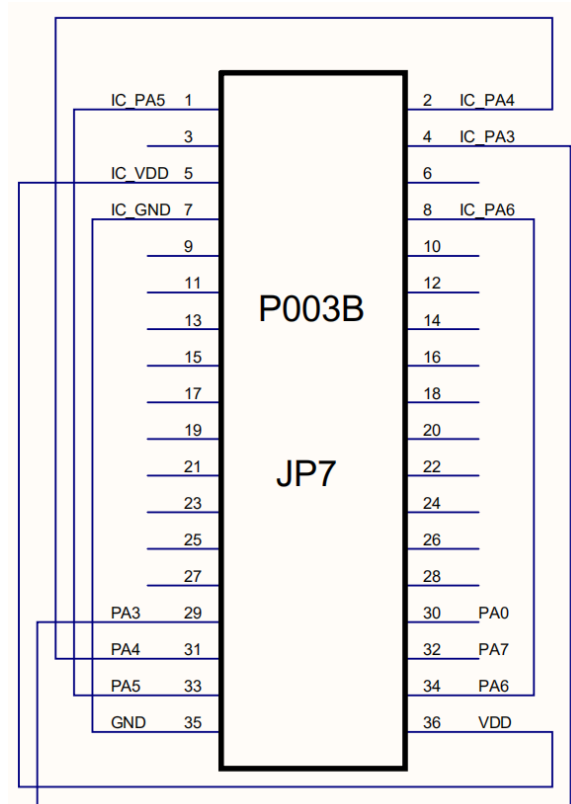 IC_PA5 1 2 IC_PA4
3 4 IC_PA3
IC_VDD 5 6
IC_GND 7 8 IC_PA6
9 10
11 12
P003B
13 14
15 16
17 18
19 20
JP7
21 22
23 24
25 26
27 28
PA3 29 30 PA0
PA4 31 32 PA7
PA5 33 34 PA6
GND 35 36 VDD